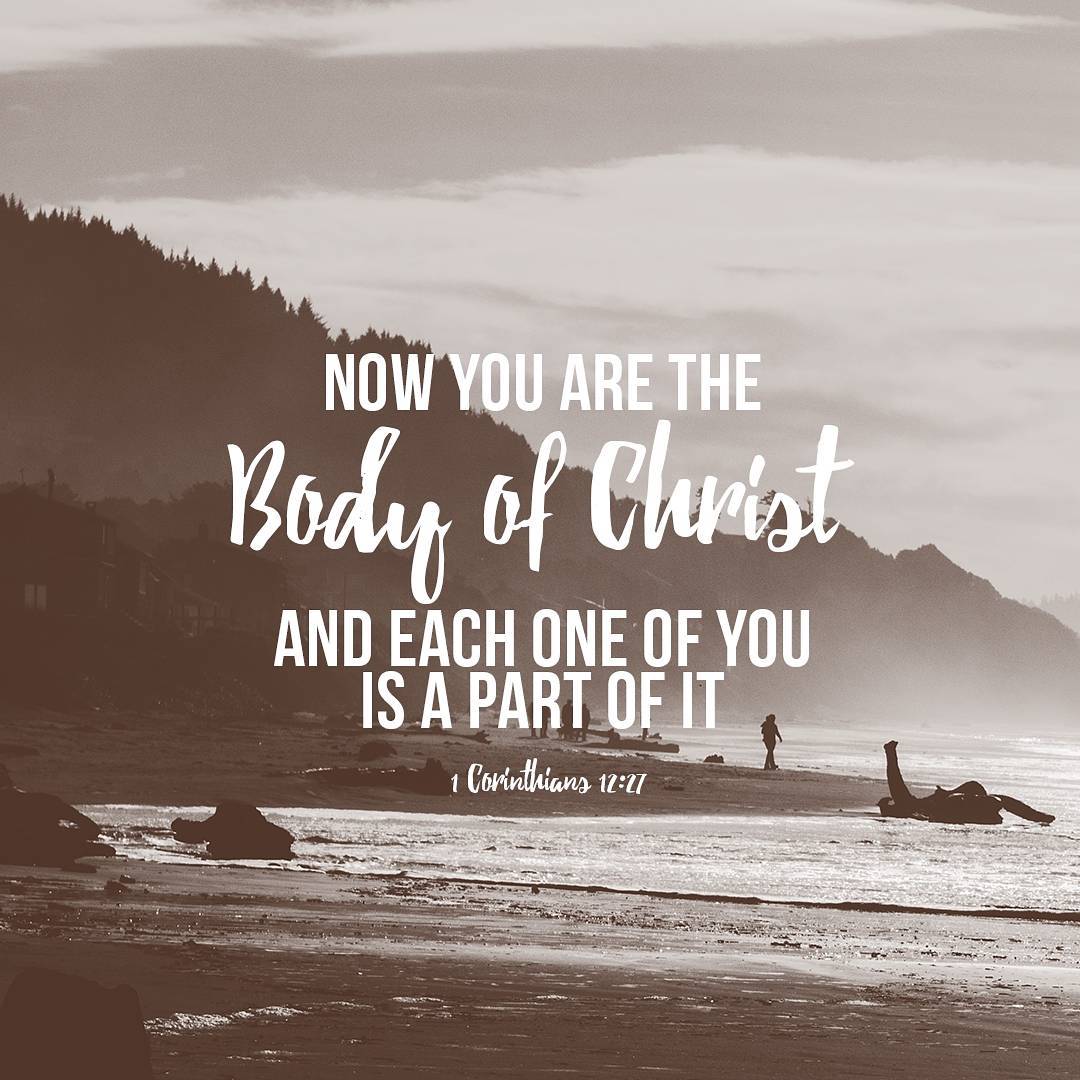 NOW YOU ARE THE
Body of Christ
AND EACH ONE OF YOU
IS A PART OF IT
1 Corinthians 12:27